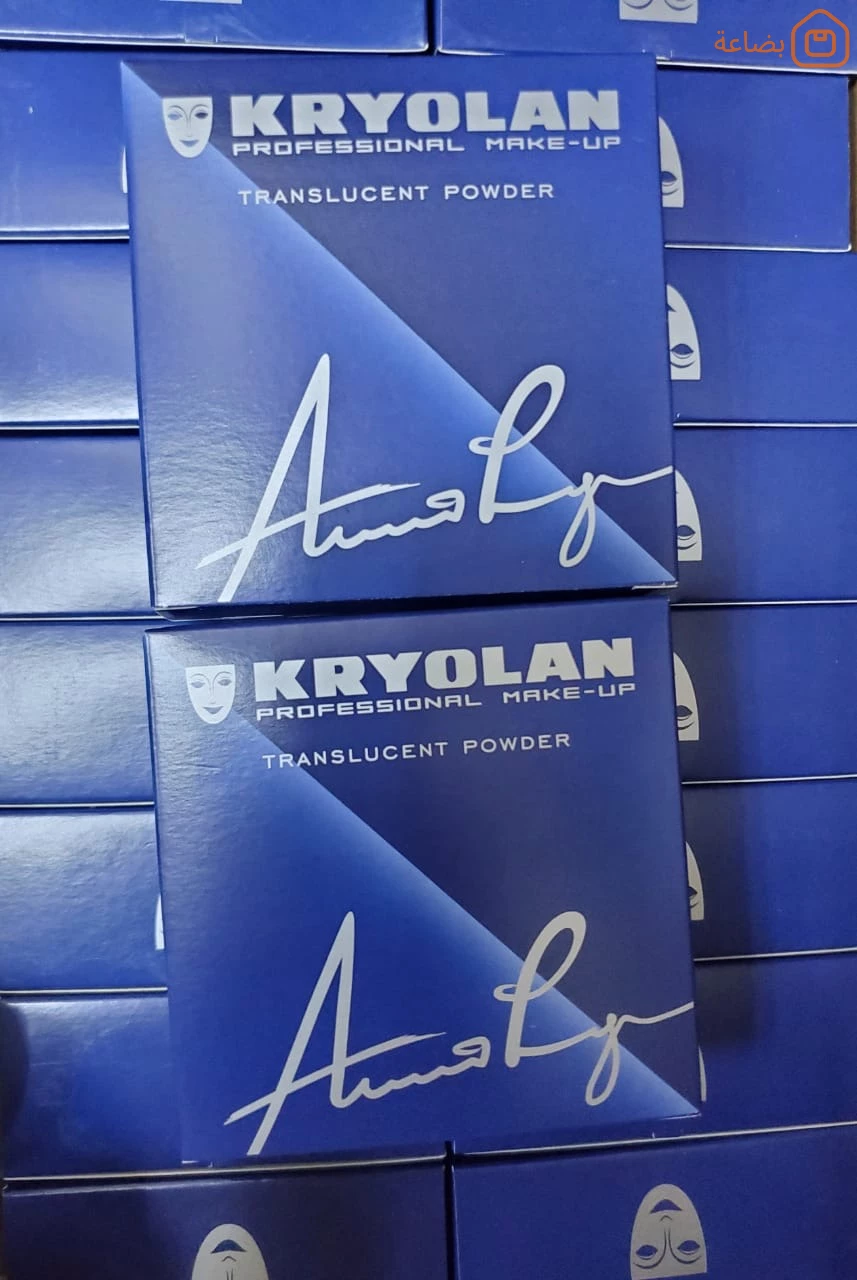 بضاعة
KRYOLAN
PROFESSIONAL MAKE-UP
TRANSLUCENT POWDER
KRYOLAN
PROFESSIONAL MAKE-UP
TRANSLUCENT POWDER